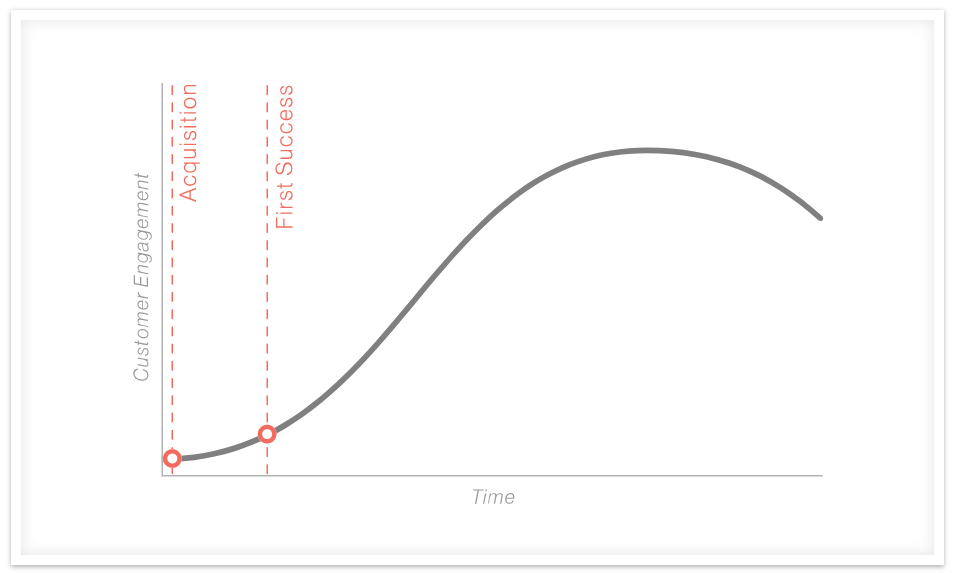 Acquisition
First Success
Customer Engagement
Time